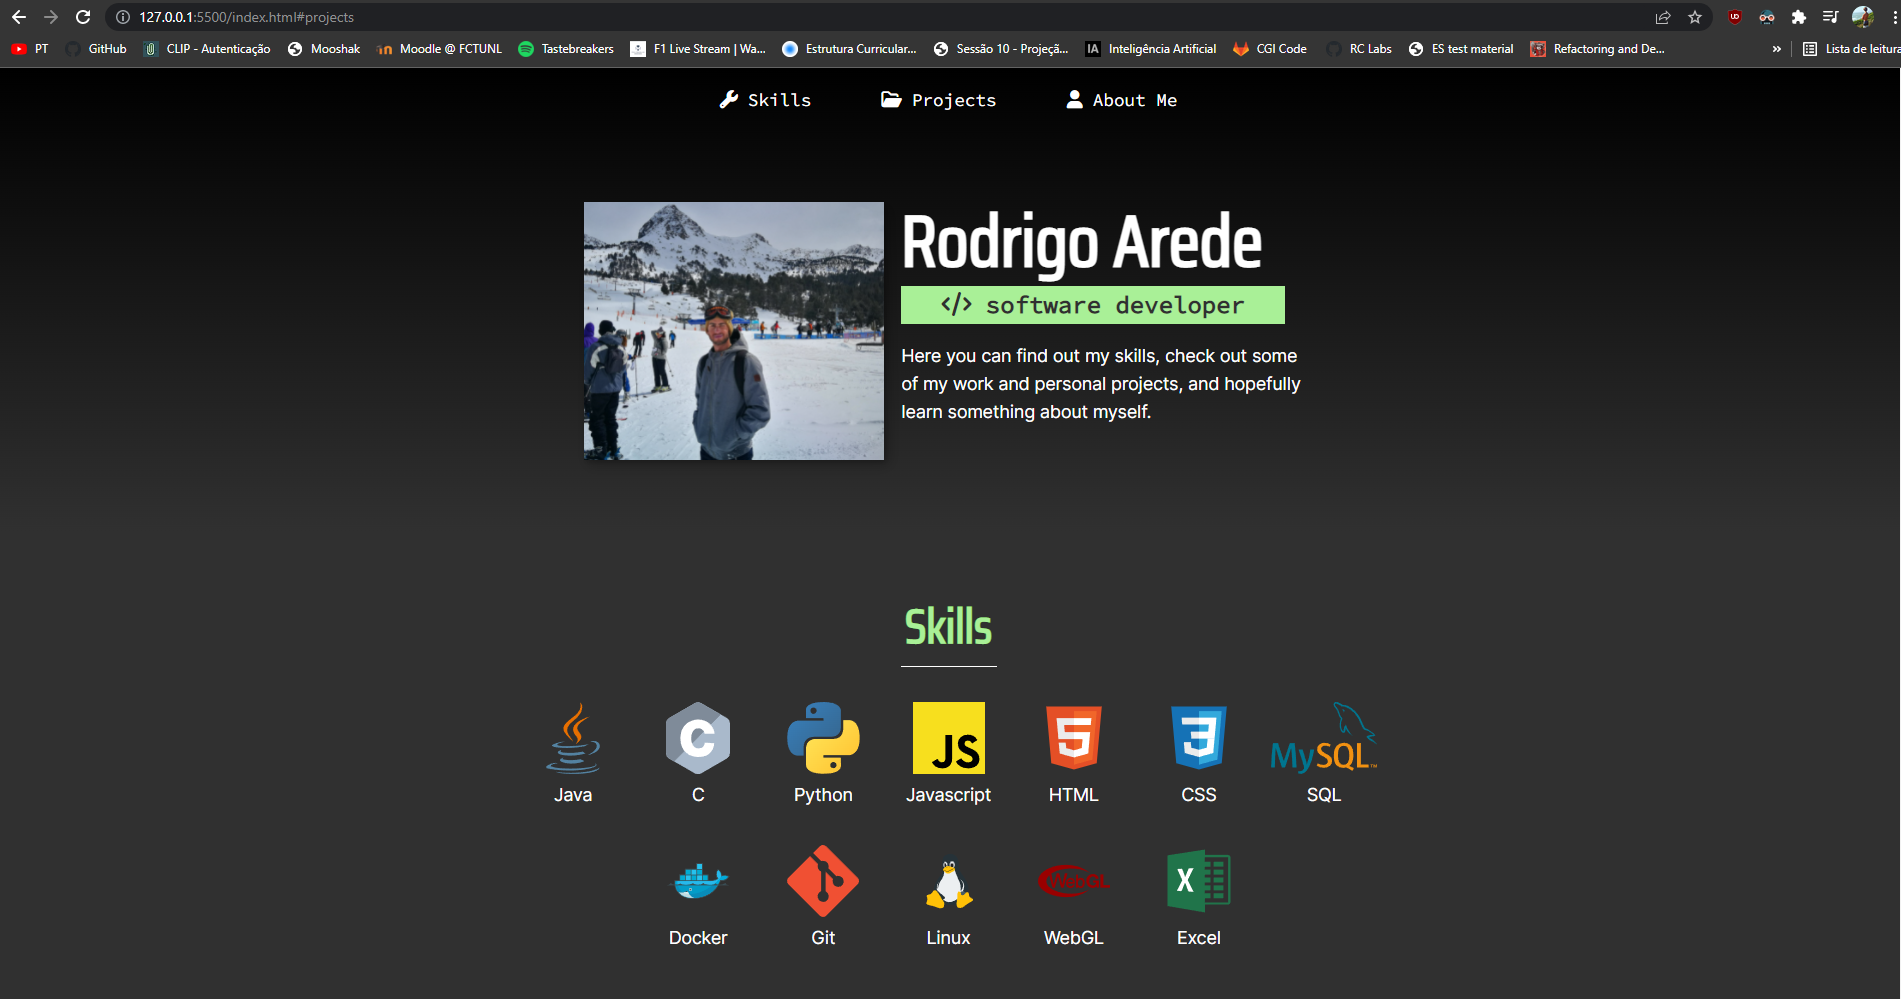 127.0.0.1:5500/index.html#projects
PT GitHub CLIP - Autenticação Mooshak Moodle @ FCTUNL Tastebreakers F1 Live Stream | Wa... Estrutura Curricular... Sessão 10 - Projeçã... IA Inteligência Artificial CGI Code RC Labs ES test material Refactoring and De... » Lista de leitura
Skills Projects About Me
Rodrigo Arede
</> software developer
Here you can find out my skills, check out some
of my work and personal projects, and hopefully
learn something about myself.
Skills
C JS 5 3 MySQL™
Java C Python Javascript HTML CSS SQL
WebGL X
Docker Git Linux WebGL Excel